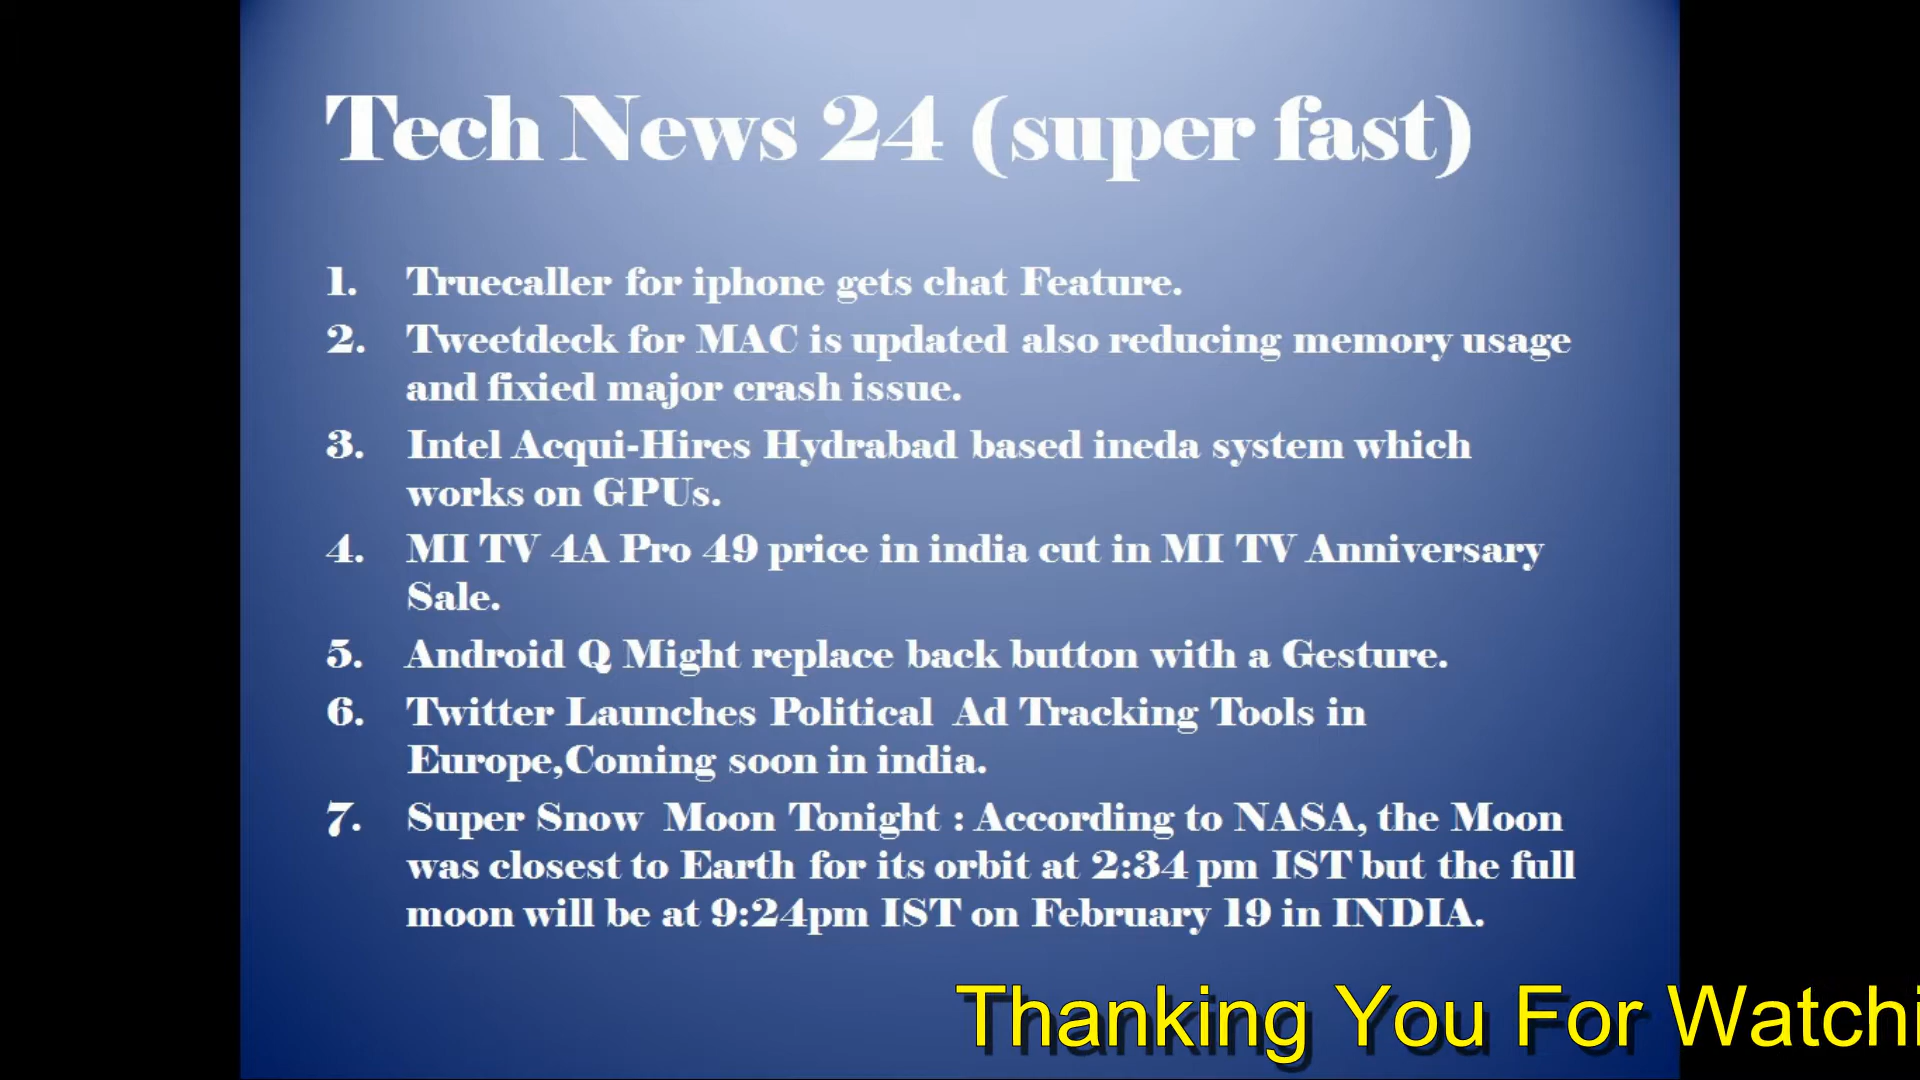 Tech News 24 (super fast)
1. Truecaller for iphone gets chat Feature.
2. Tweetdeck for MAC is updated also reducing memory usage
and fixied major crash issue.
3. Intel Acqui-Hires Hydrabad based ineda system which
works on GPUs.
4. MI TV 4A Pro 49 price in india cut in MI TV Anniversary
Sale.
5. Android Q Might replace back button with a Gesture.
6. Twitter Launches Political Ad Tracking Tools in
Europe,Coming soon in india.
7. Super Snow Moon Tonight : According to NASA, the Moon
was closest to Earth for its orbit at 2:34 pm IST but the full
moon will be at 9:24pm IST on February 19 in INDIA.
Thanking You For Watchi